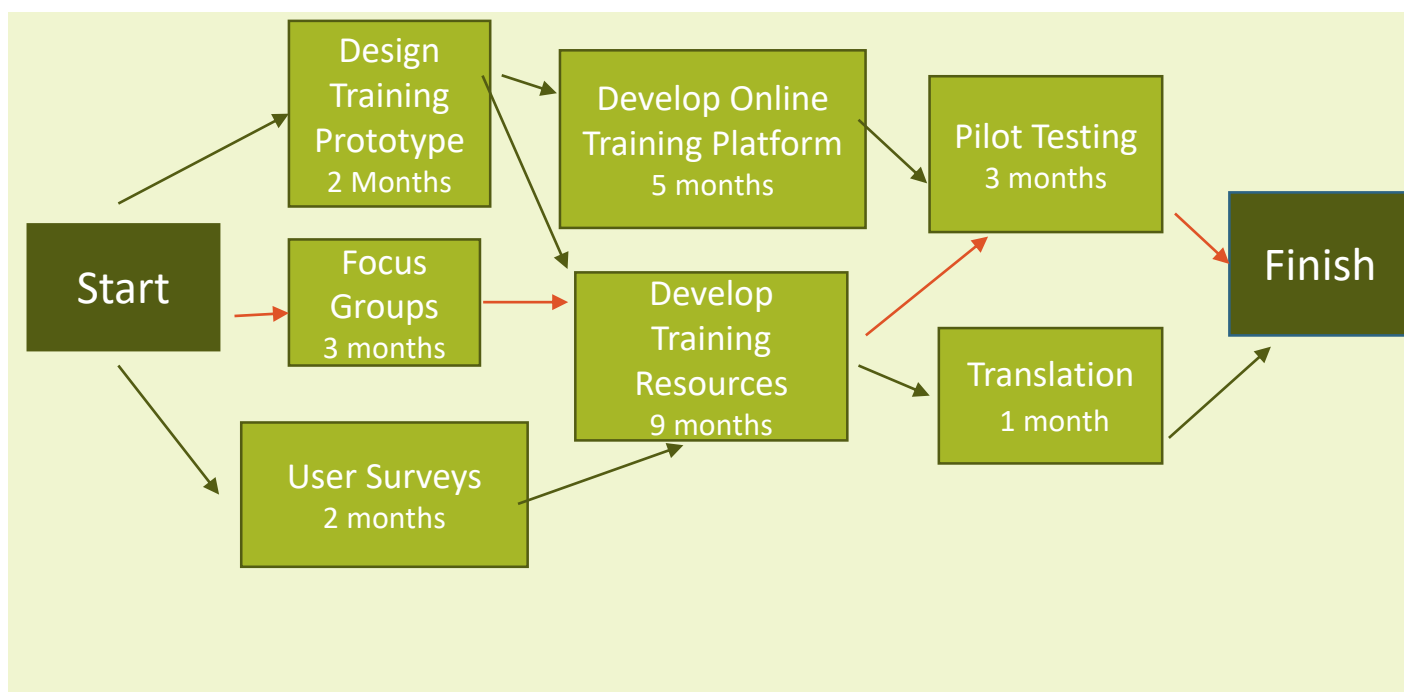 Start
Design
Training
Prototype
2 Months
Focus
Groups
3 months
User Surveys
2 months
Develop Online
Training Platform
5 months
Develop
Training
Resources
9 months
Pilot Testing
3 months
Translation
1 month
Finish